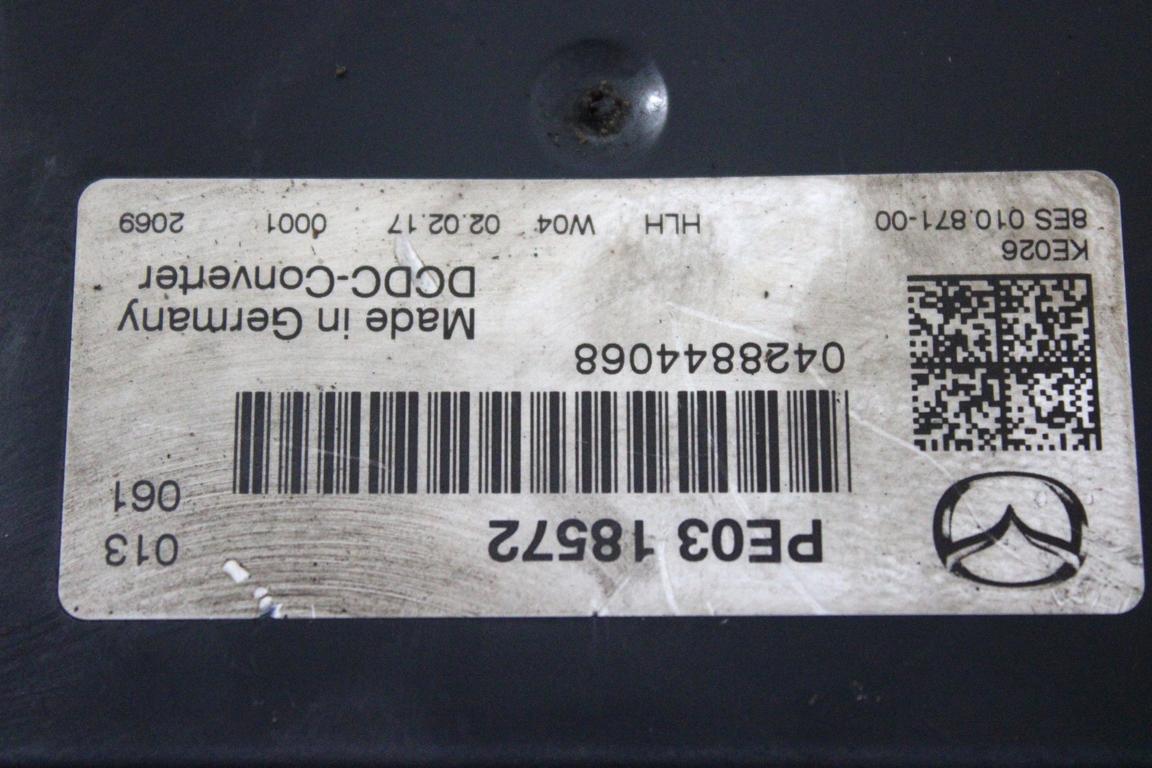 PE03 18572
013
061
0428844068
Made in Germany
DCDC-Converter
KE026
8ES 010.871-00 HLH W04 02.02.17 0001 2069